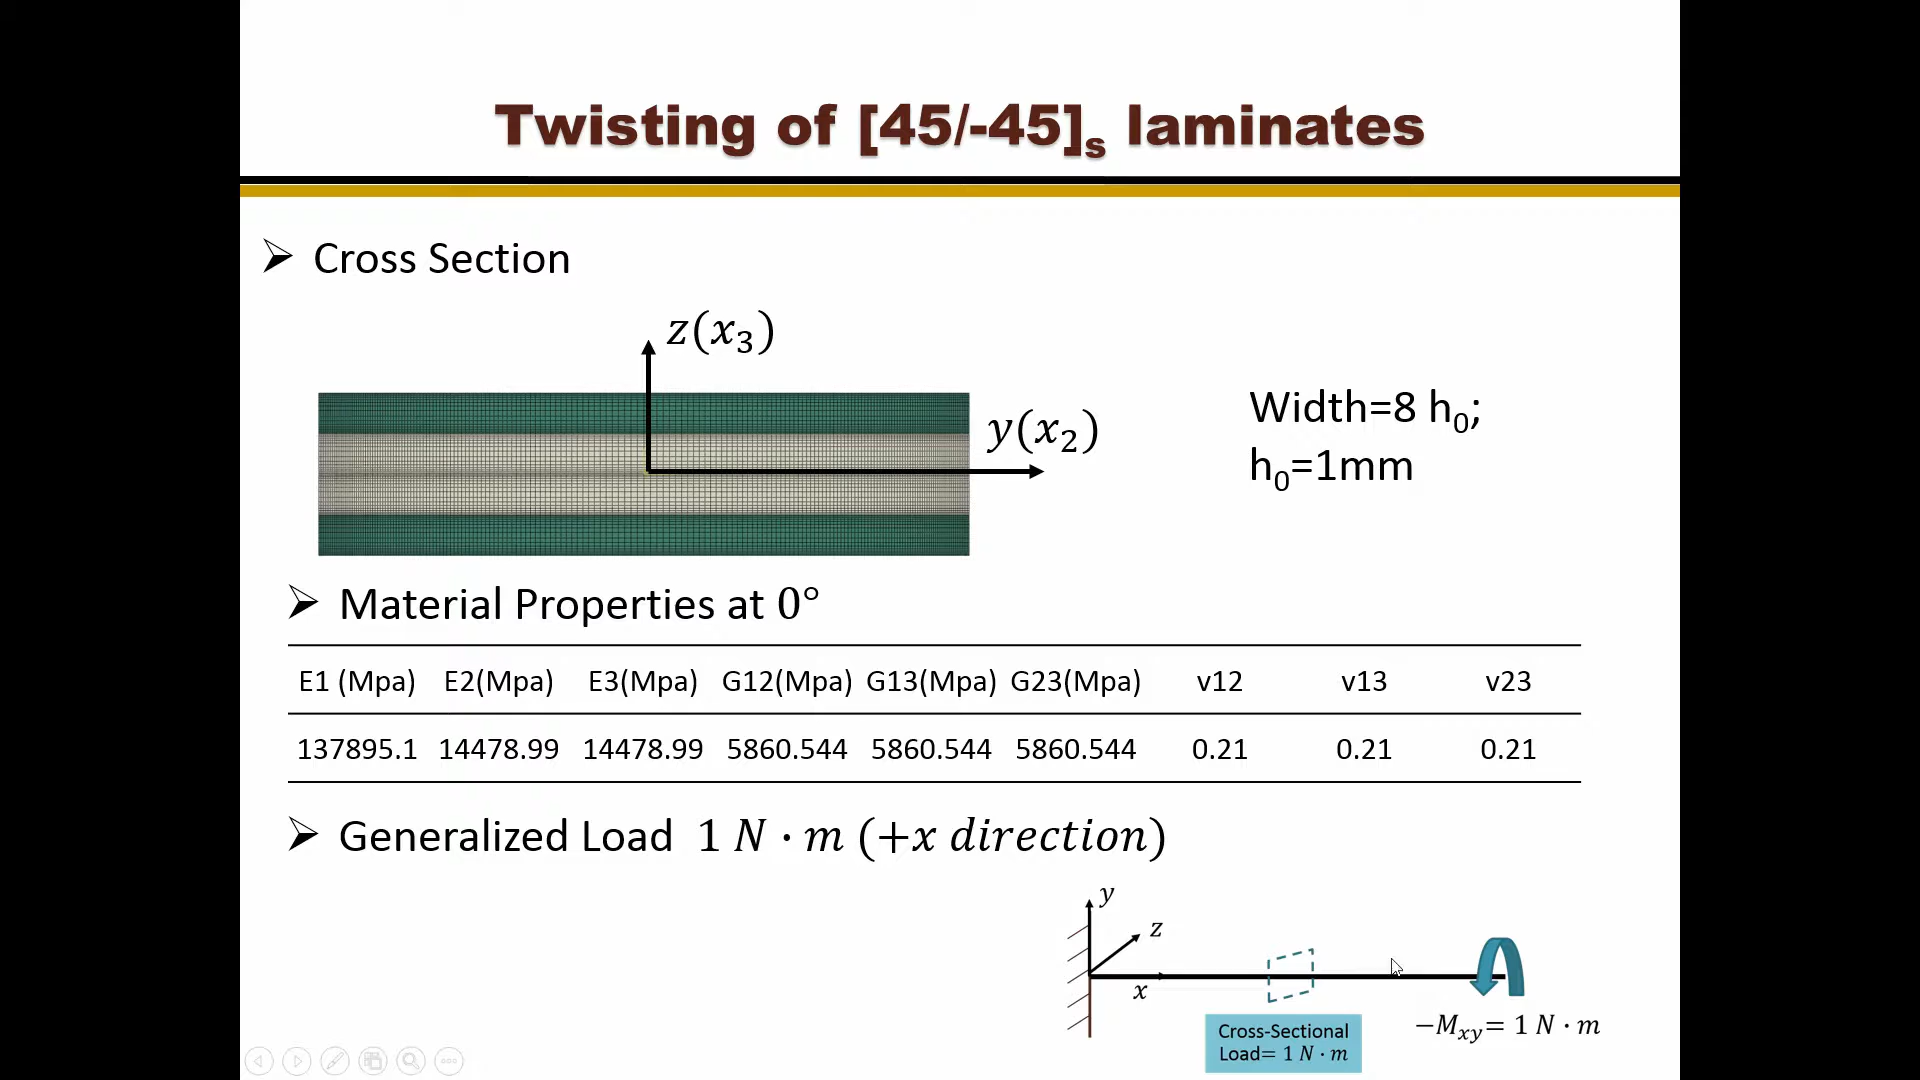 Twisting of [45/-45]s laminates
Cross Section
z(x₃)
y(x₂)
Width=8 h₀;
h₀=1mm
Material Properties at 0°
E1 (Mpa) E2(Mpa) E3(Mpa) G12(Mpa) G13(Mpa) G23(Mpa) v12 v13 v23
137895.1 14478.99 14478.99 5860.544 5860.544 5860.544 0.21 0.21 0.21
Generalized Load 1 N · m (+x direction)
y
z
x
Cross-Sectional
Load= 1 N · m
−Mxy= 1 N · m